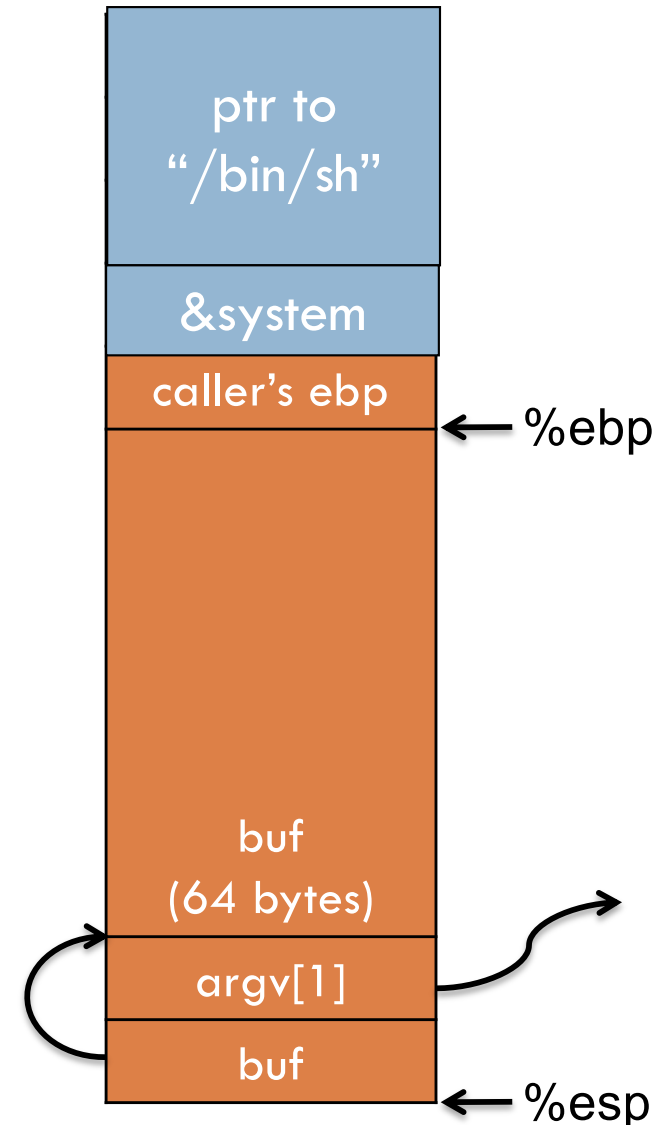 ptr to
“/bin/sh”
&system
caller’s ebp
%ebp
buf
(64 bytes)
argv[1]
buf
%esp